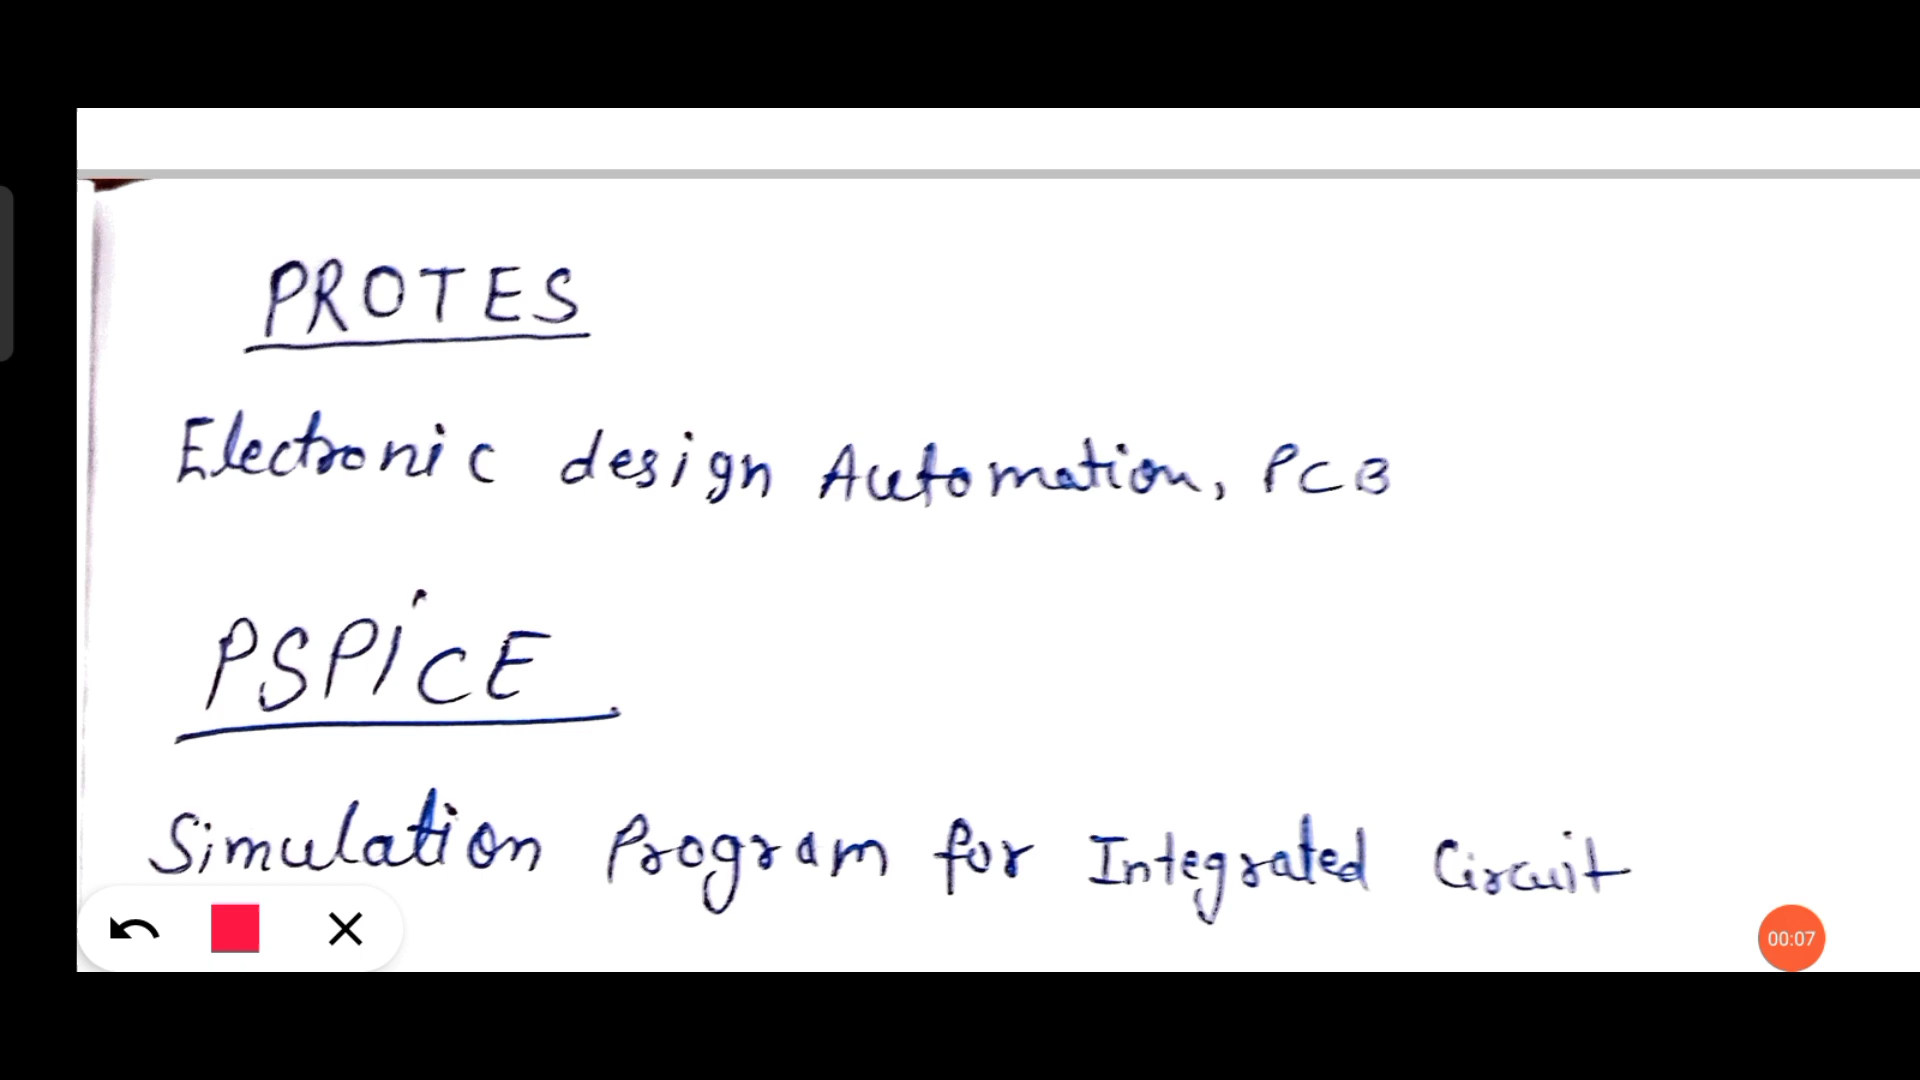 PROTES
Electronic design Automation, PCB
PSPiCE
Simulation Program for Integrated Circuit
00:07